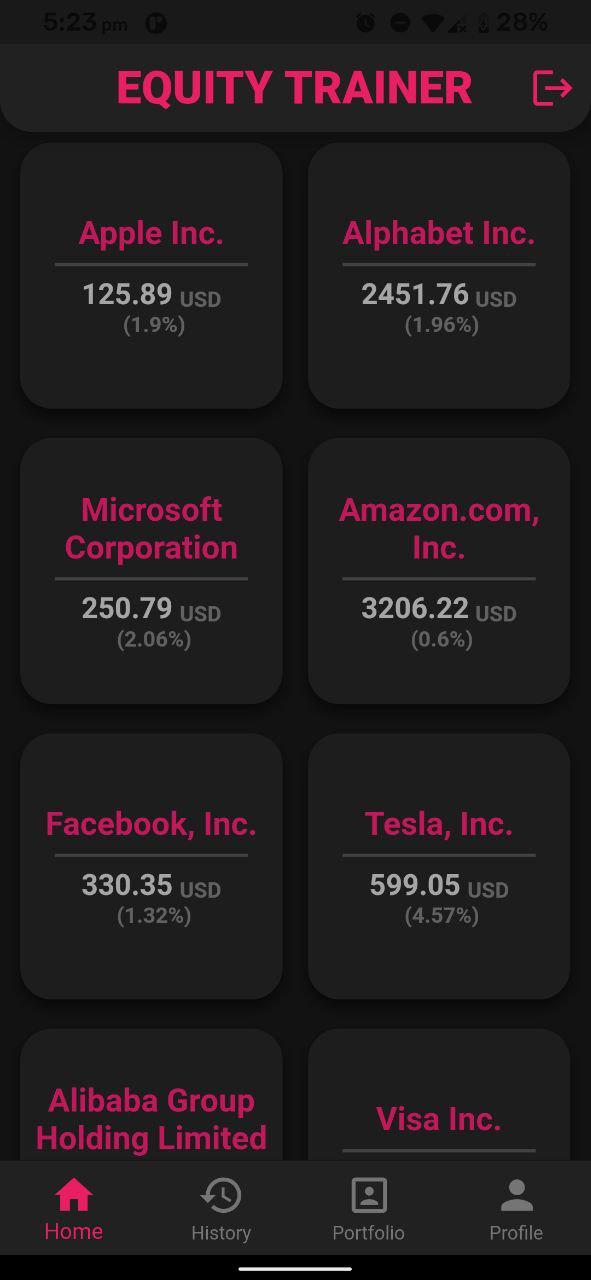 5:23 pm
28%
EQUITY TRAINER
Apple Inc.
125.89 USD
(1.9%)
Alphabet Inc.
2451.76 USD
(1.96%)
Microsoft
Corporation
250.79 USD
(2.06%)
Amazon.com,
Inc.
3206.22 USD
(0.6%)
Facebook, Inc.
330.35 USD
(1.32%)
Tesla, Inc.
599.05 USD
(4.57%)
Alibaba Group
Holding Limited
Visa Inc.
Home
History
Portfolio
Profile